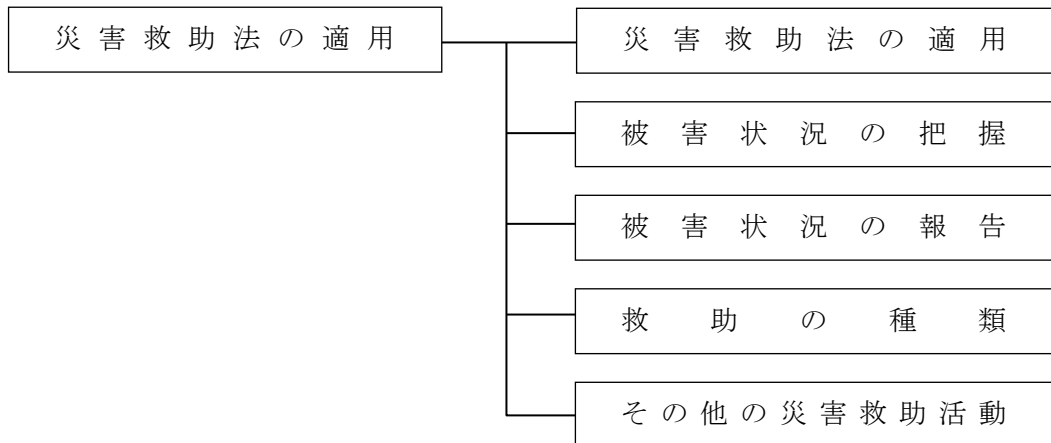 災害救助法の適用
災害救助法の適用
被害状況の把握
被害状況の報告
救助の種類
その他の災害救助活動